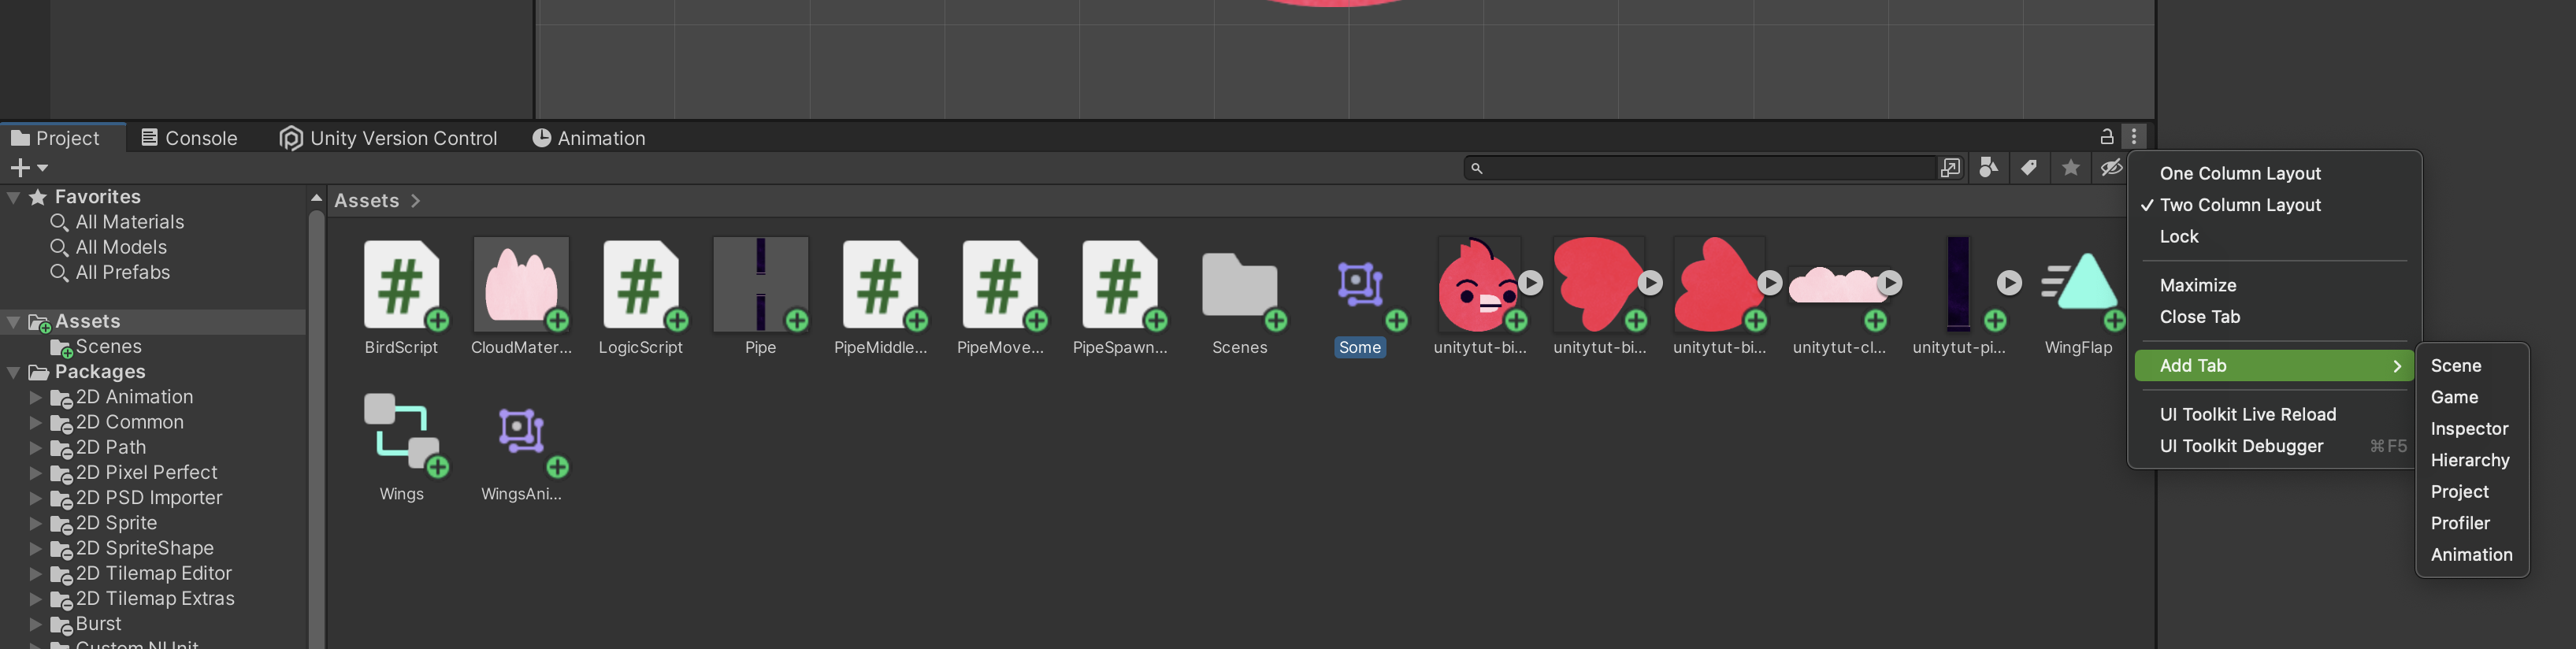 Project
Console
Unity Version Control
Animation
Favorites
All Materials
All Models
All Prefabs
Assets
Scenes
Packages
2D Animation
2D Common
2D Path
2D Pixel Perfect
2D PSD Importer
2D Sprite
2D SpriteShape
2D Tilemap Editor
2D Tilemap Extras
Burst
Custom NUnit
Assets >
BirdScript
CloudMater...
LogicScript
Pipe
PipeMiddle...
PipeMove...
PipeSpawn...
Scenes
Some
unitytut-bi...
unitytut-bi...
unitytut-bi...
unitytut-cl...
unitytut-pi...
WingFlap
Wings
WingsAni...
One Column Layout
✓ Two Column Layout
Lock
Maximize
Close Tab
Add Tab >
UI Toolkit Live Reload
UI Toolkit Debugger ⌘F5
Scene
Game
Inspector
Hierarchy
Project
Profiler
Animation